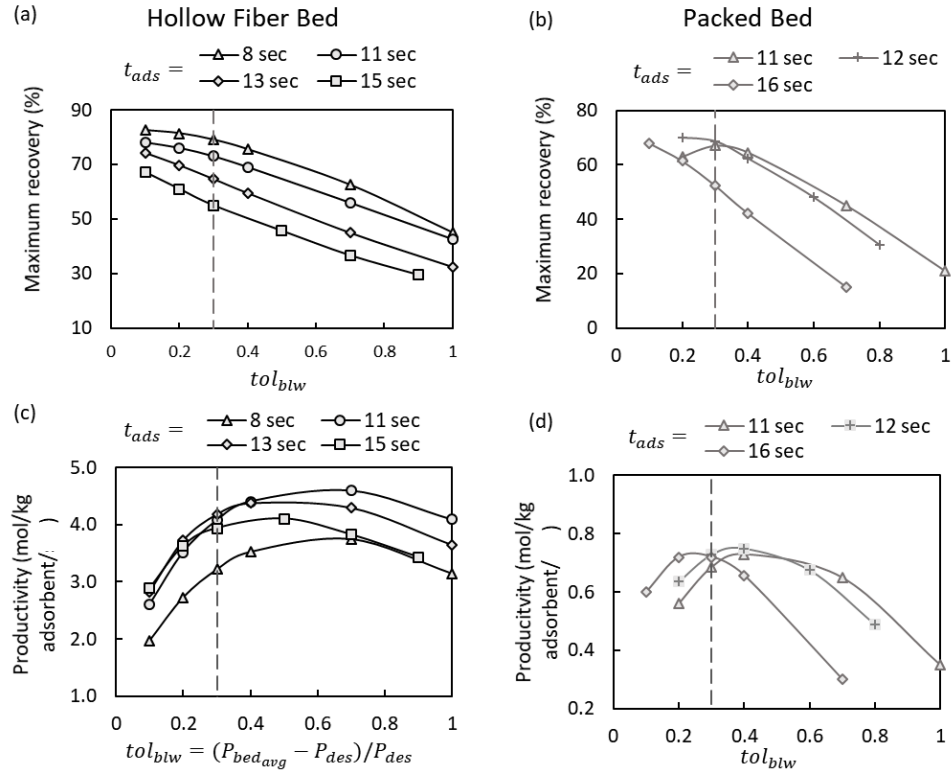 (a) Hollow Fiber Bed
t_ads = 8 sec 11 sec
13 sec 15 sec
Maximum recovery (%)
90
70
50
30
10
0 0.2 0.4 0.6 0.8 1
tol_blw
(b) Packed Bed
t_ads = 11 sec 12 sec
16 sec
Maximum recovery (%)
80
60
40
20
0
0 0.2 0.4 0.6 0.8 1
tol_blw
(c)
t_ads = 8 sec 11 sec
13 sec 15 sec
Productivity (mol/kg
adsorbent/ )
5.0
4.0
3.0
2.0
1.0
0 0.2 0.4 0.6 0.8 1
tol_blw = (P_bed_avg − P_des)/P_des
(d)
t_ads = 11 sec 12 sec
16 sec
Producitvity (mol/kg
adsorbent/ )
1.0
0.8
0.6
0.4
0.2
0 0.2 0.4 0.6 0.8 1
tol_blw